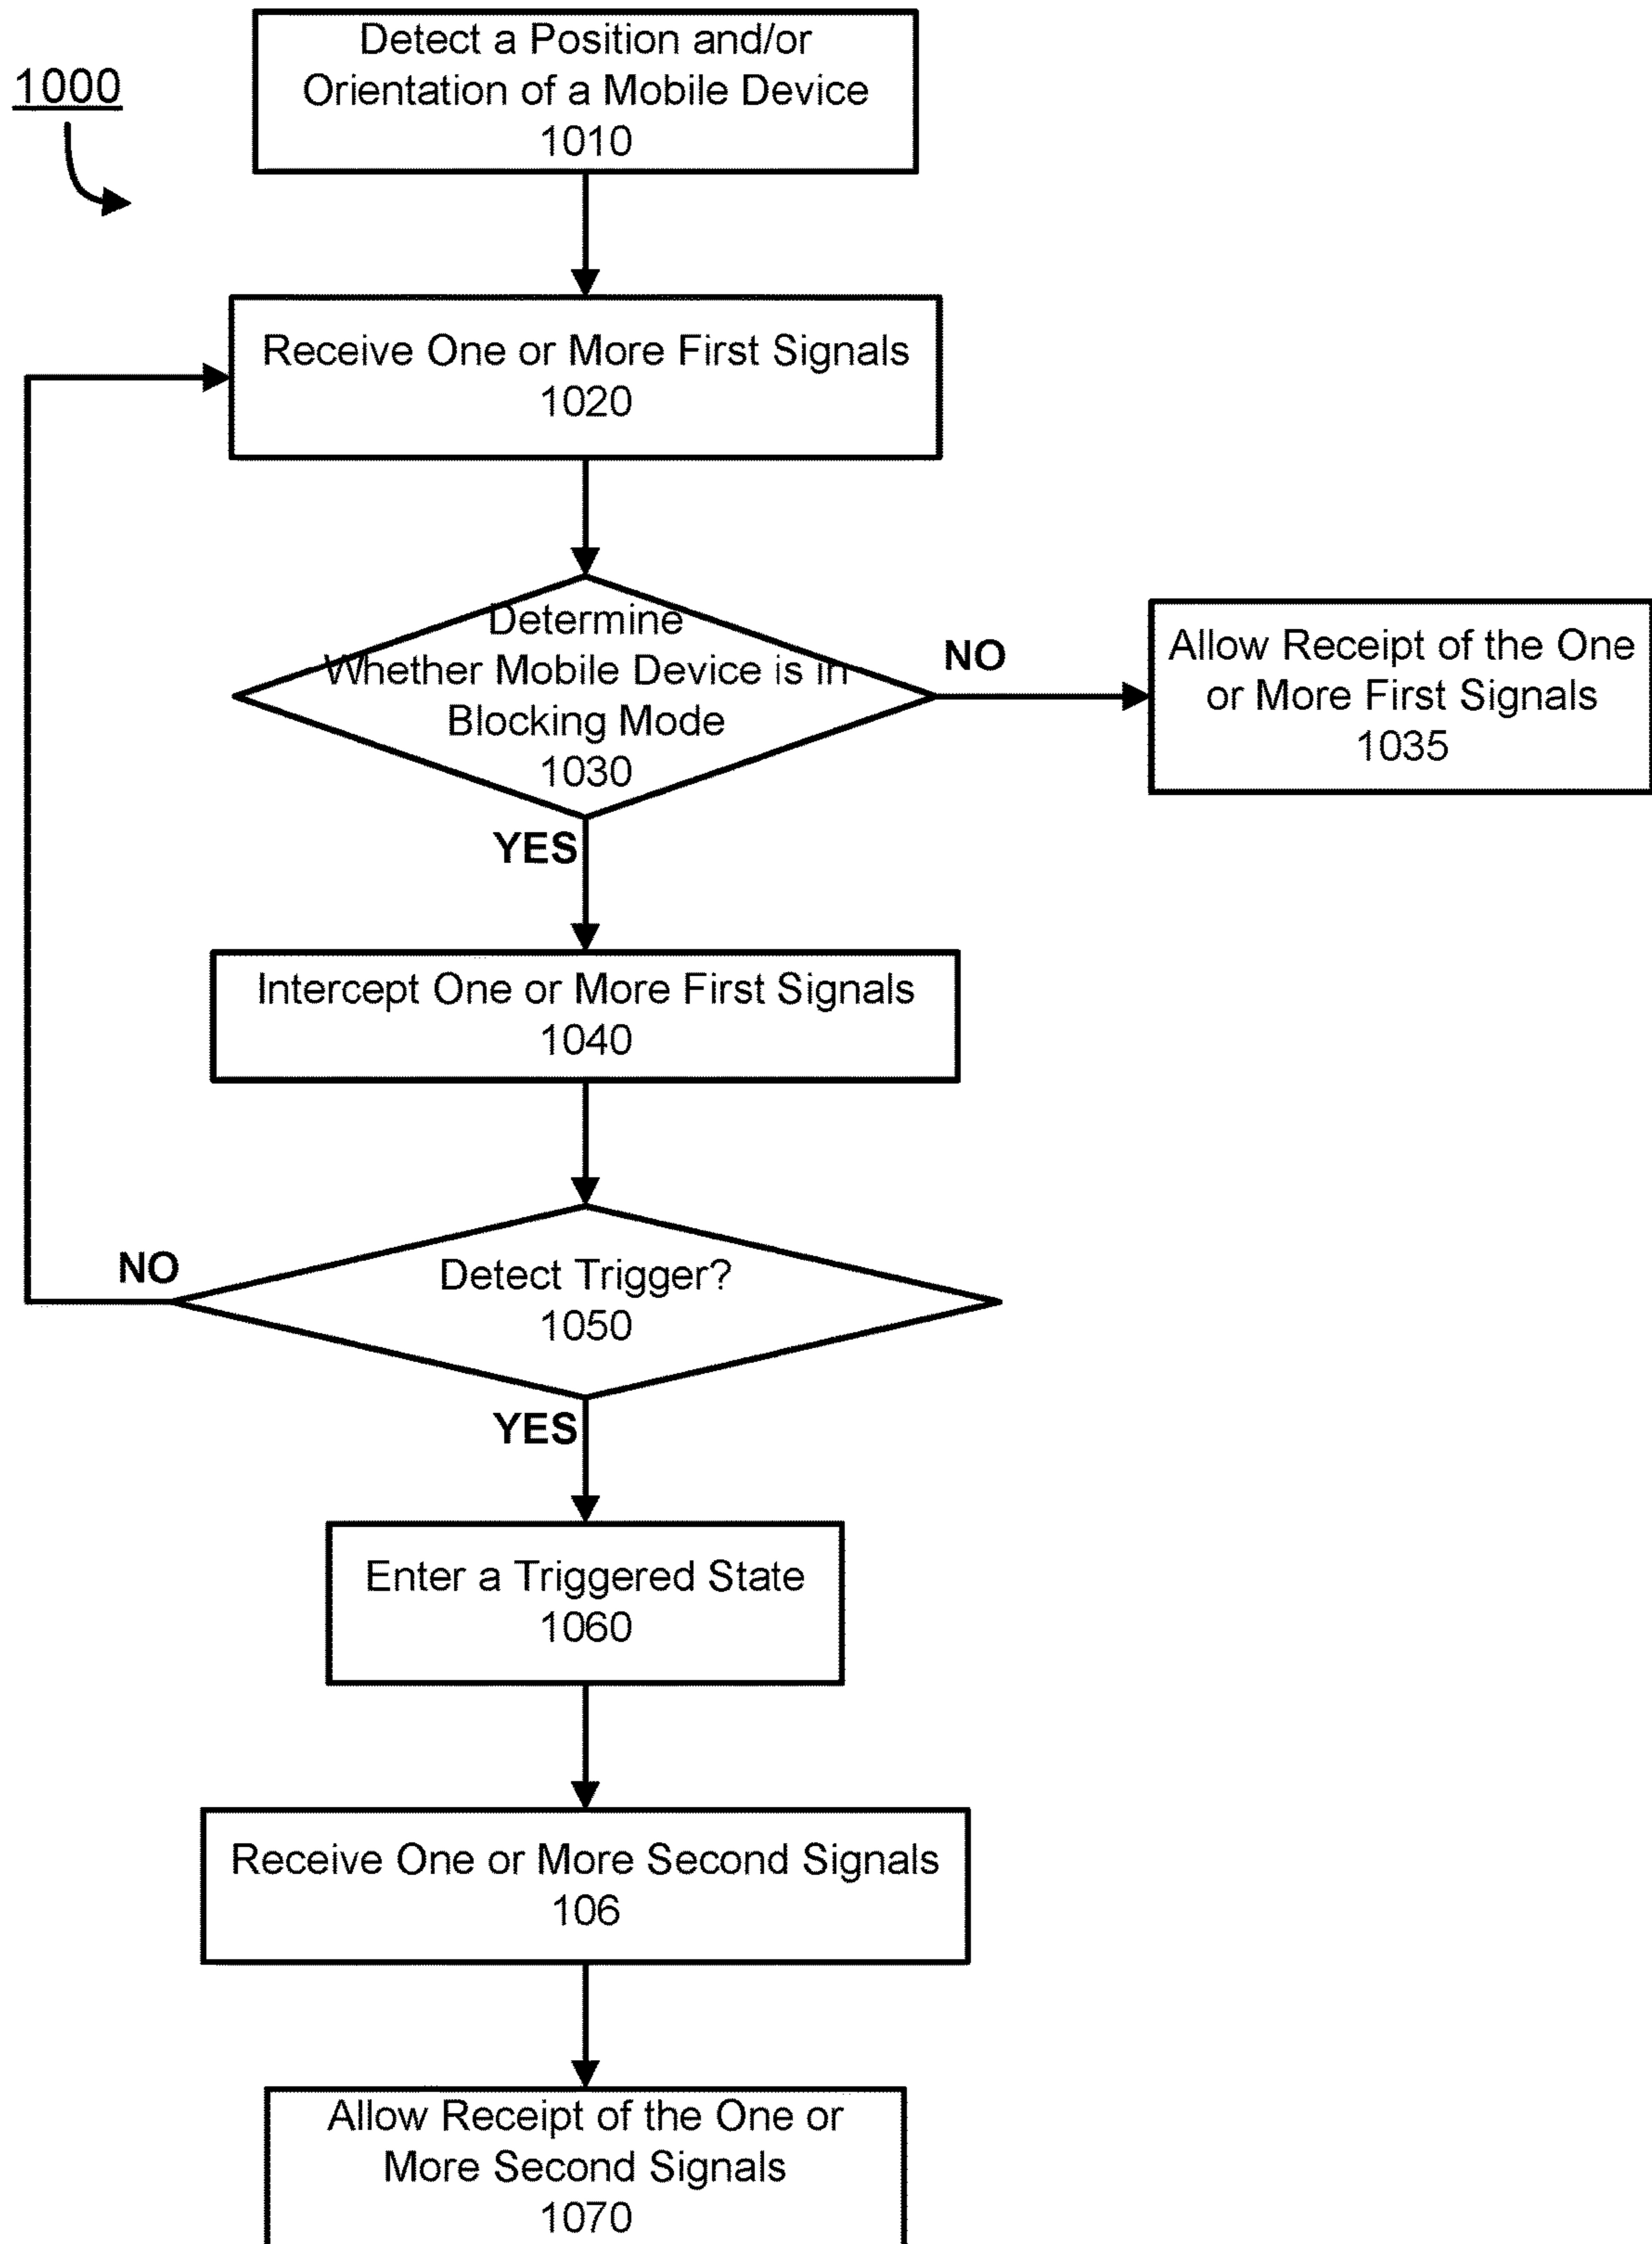 1000
Detect a Position and/or
Orientation of a Mobile Device
1010
Receive One or More First Signals
1020
Determine
Whether Mobile Device is in
Blocking Mode
1030
NO
Allow Receipt of the One
or More First Signals
1035
YES
Intercept One or More First Signals
1040
Detect Trigger?
1050
NO
YES
Enter a Triggered State
1060
Receive One or More Second Signals
106
Allow Receipt of the One or
More Second Signals
1070